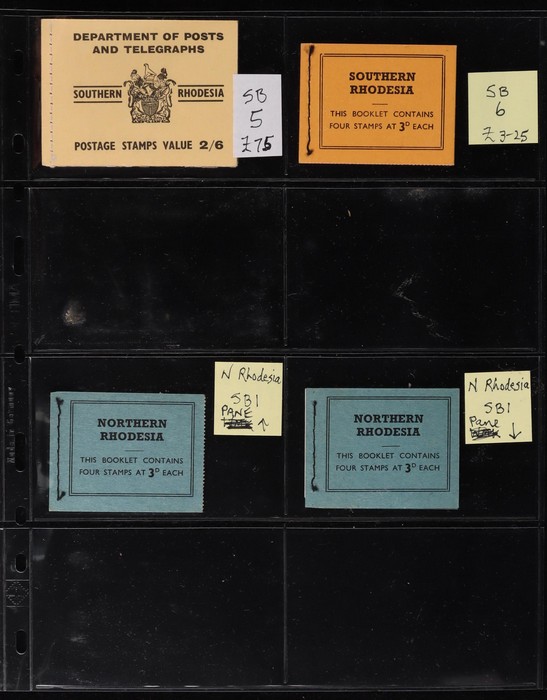 DEPARTMENT OF POSTS
AND TELEGRAPHS
SOUTHERN RHODESIA
POSTAGE STAMPS VALUE 2/6
SB
5
£75
SOUTHERN
RHODESIA
THIS BOOKLET CONTAINS
FOUR STAMPS AT 3D EACH
SB
6
£3-25
NORTHERN
RHODESIA
THIS BOOKLET CONTAINS
FOUR STAMPS AT 3D EACH
N Rhodesia
SB1
PANE
↑
NORTHERN
RHODESIA
THIS BOOKLET CONTAINS
FOUR STAMPS AT 3D EACH
N Rhodesia
SB1
Pane
↓